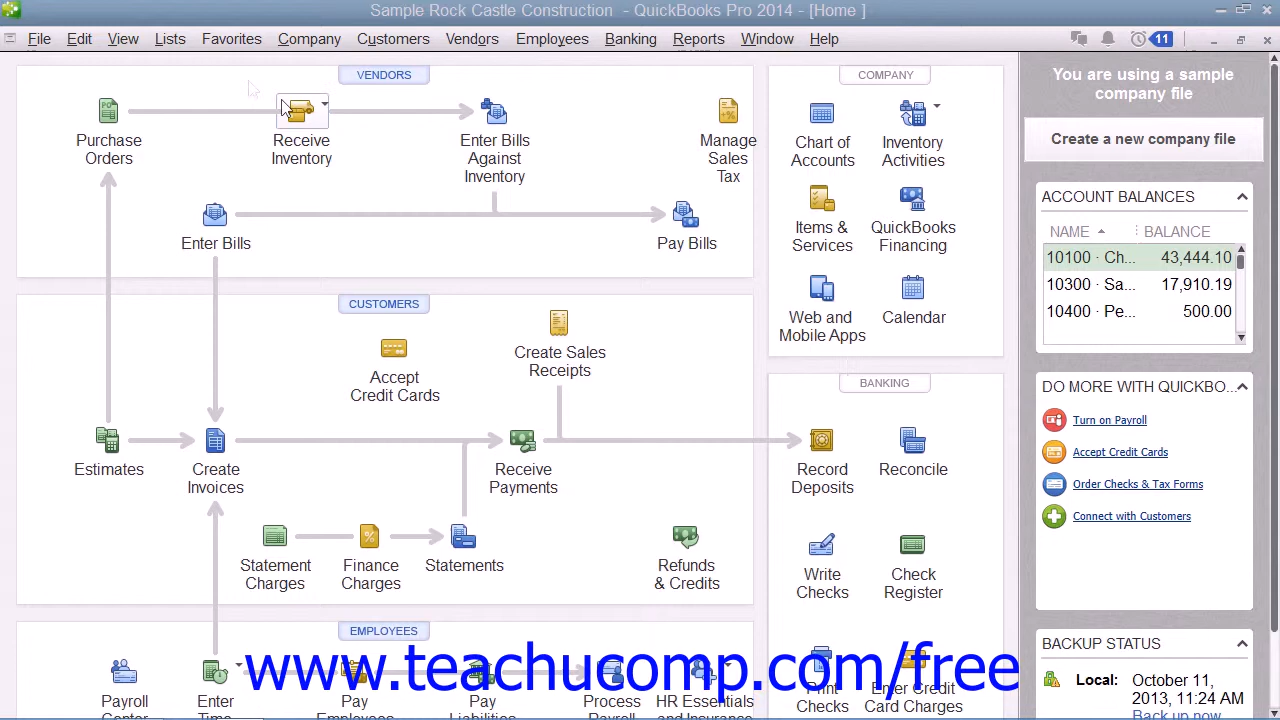 Sample Rock Castle Construction - QuickBooks Pro 2014 - [Home ]
File Edit View Lists Favorites Company Customers Vendors Employees Banking Reports Window Help
11
VENDORS
Purchase
Orders
Receive
Inventory
Enter Bills
Against
Inventory
Manage
Sales
Tax
Enter Bills
Pay Bills
CUSTOMERS
Create Sales
Receipts
Accept
Credit Cards
Estimates
Create
Invoices
Receive
Payments
Statement
Charges
Finance
Charges
Statements
Refunds
& Credits
EMPLOYEES
Payroll
Center
Enter
Time
Pay
Employees
Pay
Liabilities
Process
Payroll
HR Essentials
and Insurance
COMPANY
Chart of
Accounts
Inventory
Activities
Items &
Services
QuickBooks
Financing
Web and
Mobile Apps
Calendar
BANKING
Record
Deposits
Reconcile
Write
Checks
Check
Register
Print
Checks
Enter Credit
Card Charges
You are using a sample
company file
Create a new company file
ACCOUNT BALANCES
NAME BALANCE
10100 · Ch... 43,444.10
10300 · Sa... 17,910.19
10400 · Pe... 500.00
DO MORE WITH QUICKBO...
Turn on Payroll
Accept Credit Cards
Order Checks & Tax Forms
Connect with Customers
BACKUP STATUS
Local: October 11,
2013, 11:24 AM
Back up now
www.teachucomp.com/free